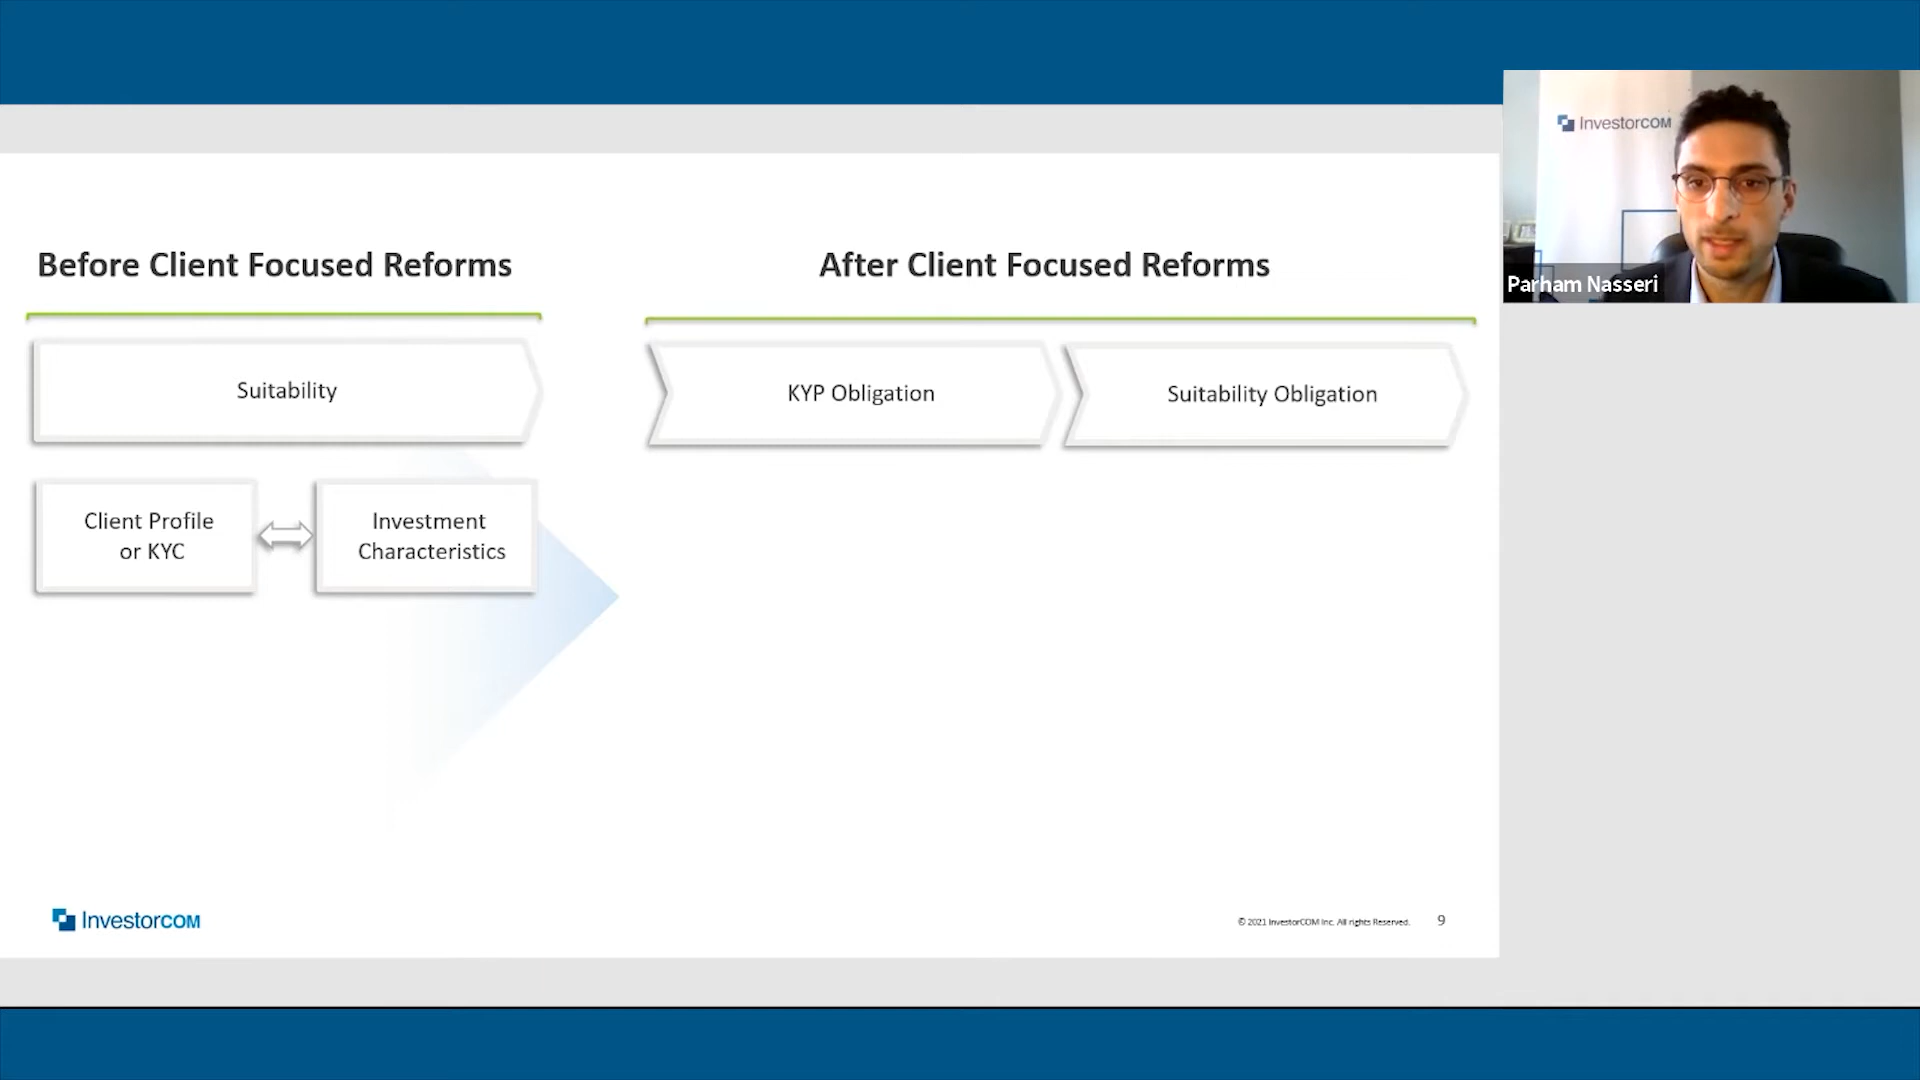 Before Client Focused Reforms
After Client Focused Reforms
Suitability
KYP Obligation
Suitability Obligation
Client Profile
or KYC
Investment
Characteristics
InvestorCOM
© 2021 InvestorCOM Inc. All rights Reserved.
9
InvestorCOM
Parham Nasseri